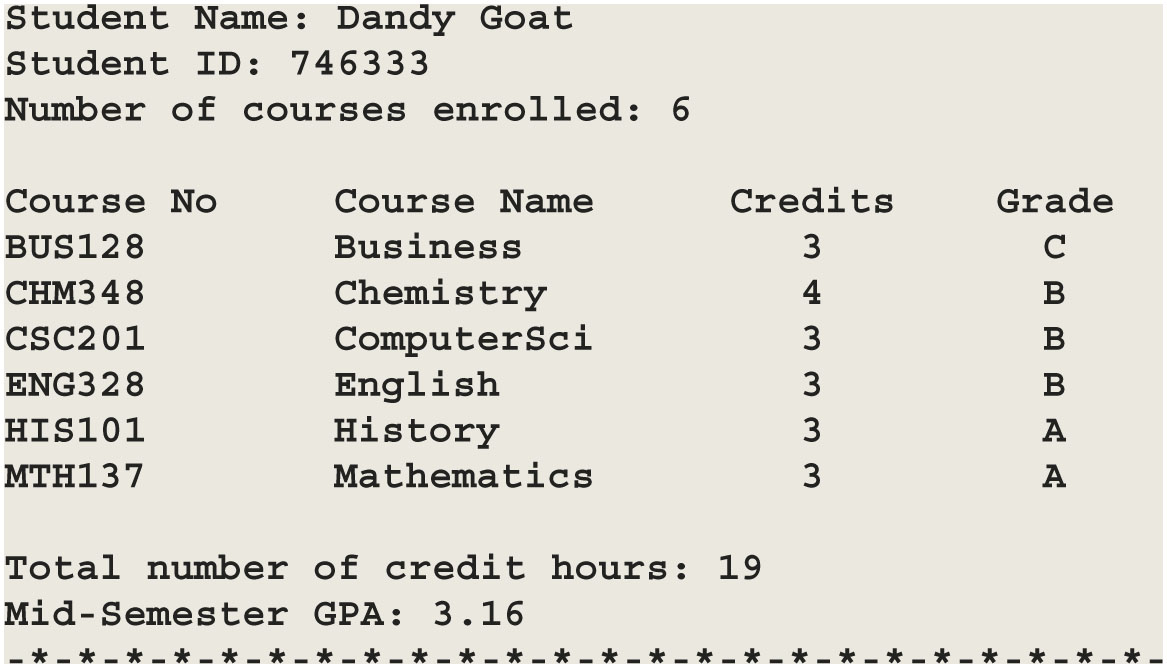 Student Name: Dandy Goat
Student ID: 746333
Number of courses enrolled: 6
Course No Course Name Credits Grade
BUS128 Business 3 C
CHM348 Chemistry 4 B
CSC201 ComputerSci 3 B
ENG328 English 3 B
HIS101 History 3 A
MTH137 Mathematics 3 A
Total number of credit hours: 19
Mid-Semester GPA: 3.16
-*-*-*-*-*-*-*-*-*-*-*-*-*-*-*-*-*-*-*-*-*-*-*-*-